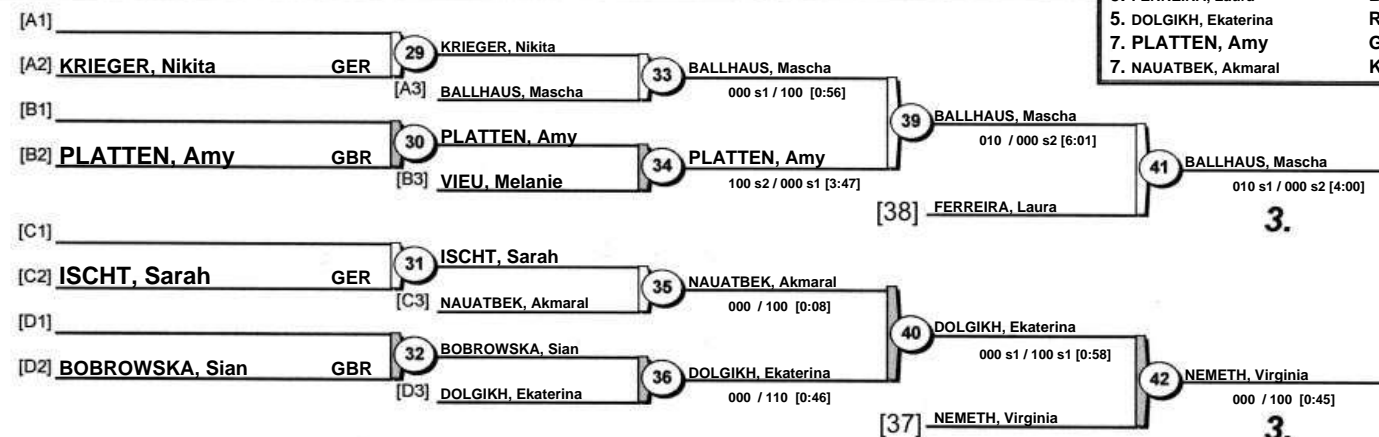 5. DOLGIKH, Ekaterina
7. PLATTEN, Amy G
7. NAUATBEK, Akmaral K
[A1]
[A2] KRIEGER, Nikita GER
29
KRIEGER, Nikita
[A3] BALLHAUS, Mascha
33
BALLHAUS, Mascha
000 s1 / 100 [0:56]
[B1]
[B2] PLATTEN, Amy GBR
30
PLATTEN, Amy
[B3] VIEU, Melanie
34
PLATTEN, Amy
100 s2 / 000 s1 [3:47]
39
BALLHAUS, Mascha
010 / 000 s2 [6:01]
[38] FERREIRA, Laura
41
BALLHAUS, Mascha
010 s1 / 000 s2 [4:00]
3.
[C1]
[C2] ISCHT, Sarah GER
31
ISCHT, Sarah
[C3] NAUATBEK, Akmaral
35
NAUATBEK, Akmaral
000 / 100 [0:08]
[D1]
[D2] BOBROWSKA, Sian GBR
32
BOBROWSKA, Sian
[D3] DOLGIKH, Ekaterina
36
DOLGIKH, Ekaterina
000 / 110 [0:46]
40
DOLGIKH, Ekaterina
000 s1 / 100 s1 [0:58]
[37] NEMETH, Virginia
42
NEMETH, Virginia
000 / 100 [0:45]
3.